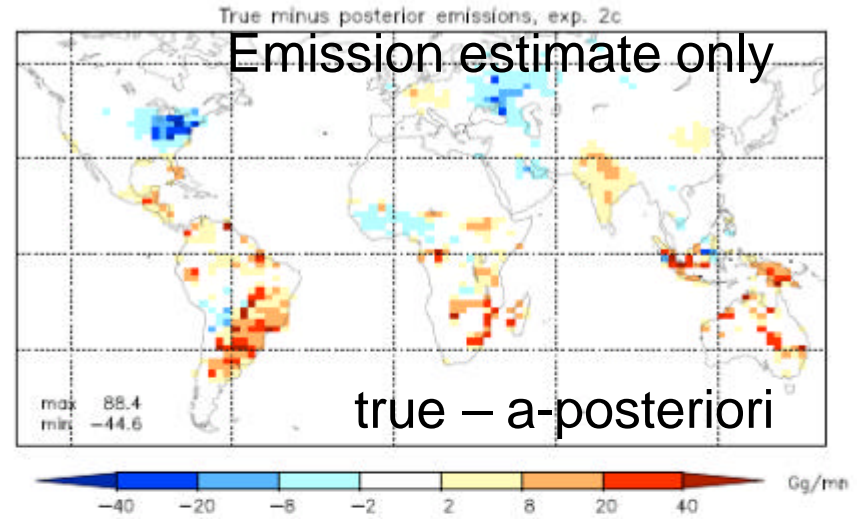 True minus posterior emissions, exp. 2c
Emission estimate only
max 88.4
min -44.6
true – a-posteriori
-40 -20 -8 -2 2 8 20 40 Gg/mn